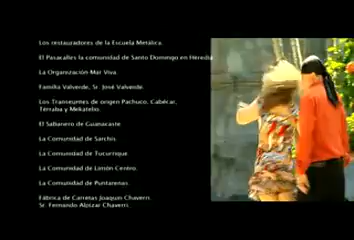 Los restauradores de la Escuela Metálica.
El Pasacalles la comunidad de Santo Domingo en Heredia
La Organización Mar Viva.
Familia Valverde, Sr. José Valverde.
Los Transeuntes de origen Pachuco, Cabécar,
Térraba y Mekatelio.
El Sabanero de Guanacaste
La Comunidad de Sarchís
La Comunidad de Tucurrique
La Comunidad de Limón Centro.
La Comunidad de Puntarenas.
Fábrica de Carretas Joaquín Chaverri.
Sr. Fernando Alpizar Chaverri.